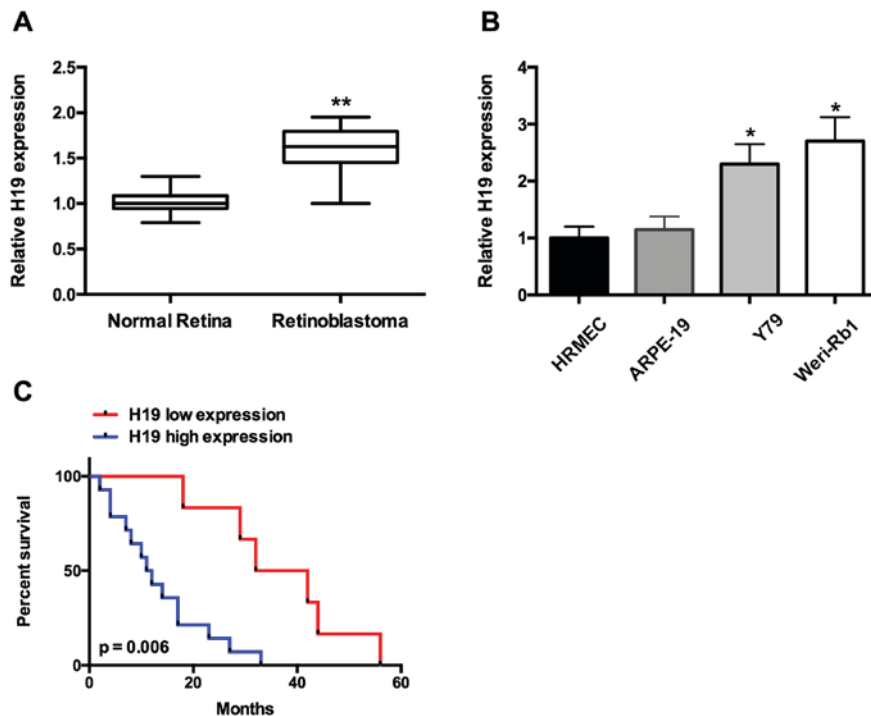 A
Relative H19 expression
2.5
2.0
1.5
1.0
0.5
0.0
**
Normal Retina
Retinoblastoma
B
Relative H19 expression
4
3
2
1
0
*
*
HRMEC
ARPE-19
Y79
Weri-Rb1
C
H19 low expression
H19 high expression
Percent survival
100
50
0
p = 0.006
0
20
40
60
Months